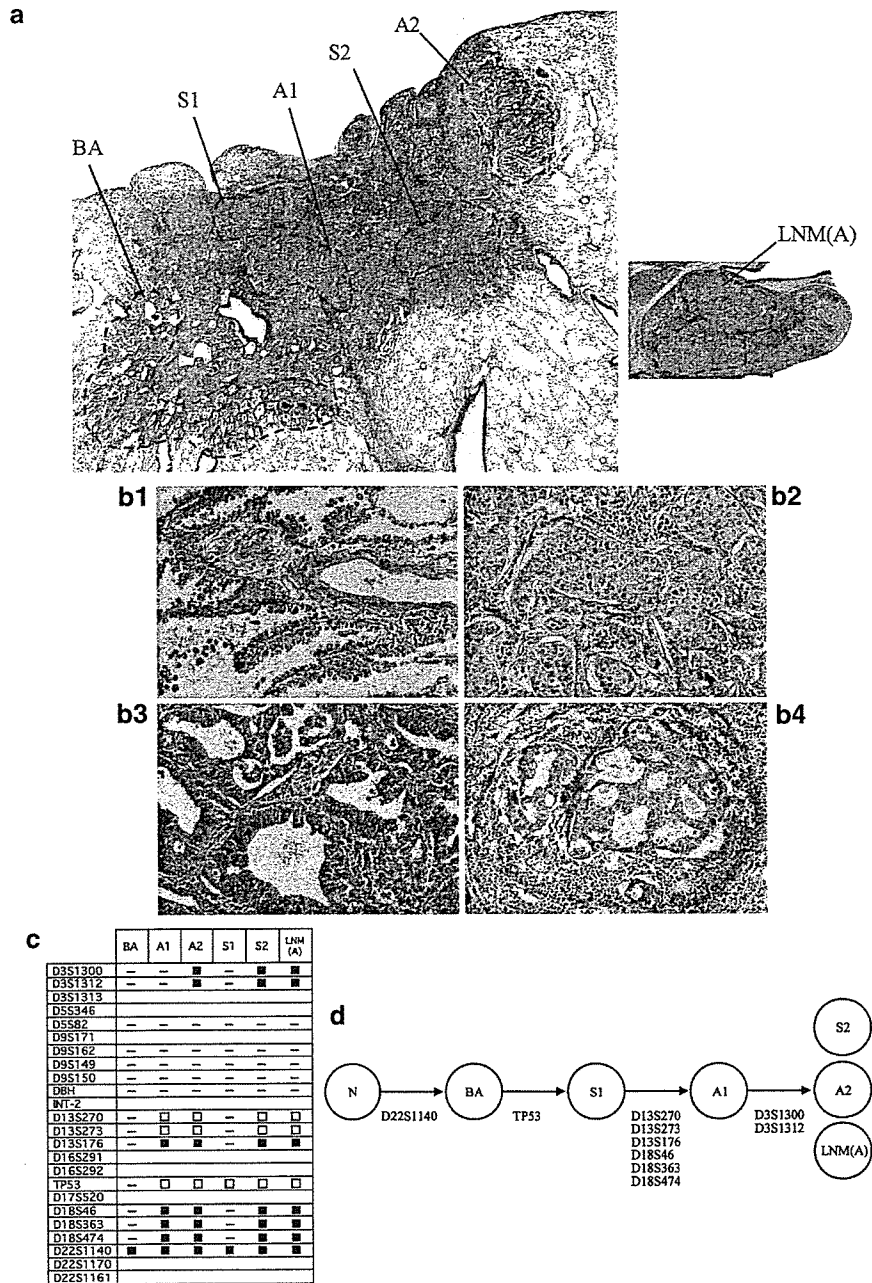 a
A2
S2
A1
S1
BA
LNM(A)
b1
b2
b3
b4
c
BA A1 A2 S1 S2 LNM (A)
D3S1300 – – ■ – ■ ■
D3S1312 – – ■ – ■ ■
D3S1313
D5S346
D5S82 – – – – – –
D9S171
D9S162 – – – – – –
D9S149 – – – – – –
D9S150 – – – – – –
DBH – – – – – –
INT-2
D13S270 – □ □ – □ □
D13S273 – □ □ – □ □
D13S176 – ■ ■ – ■ ■
D16S291
D16S292
TP53 – □ □ □ □ □
D17S520
D18S46 – ■ ■ – ■ ■
D18S363 – ■ ■ – ■ ■
D18S474 – ■ ■ – ■ ■
D22S1140 ■ ■ ■ ■ ■ ■
D22S1170
D22S1161
d
N
D22S1140
BA
TP53
S1
D13S270
D13S273
D13S176
D18S46
D18S363
D18S474
A1
D3S1300
D3S1312
S2
A2
LNM(A)